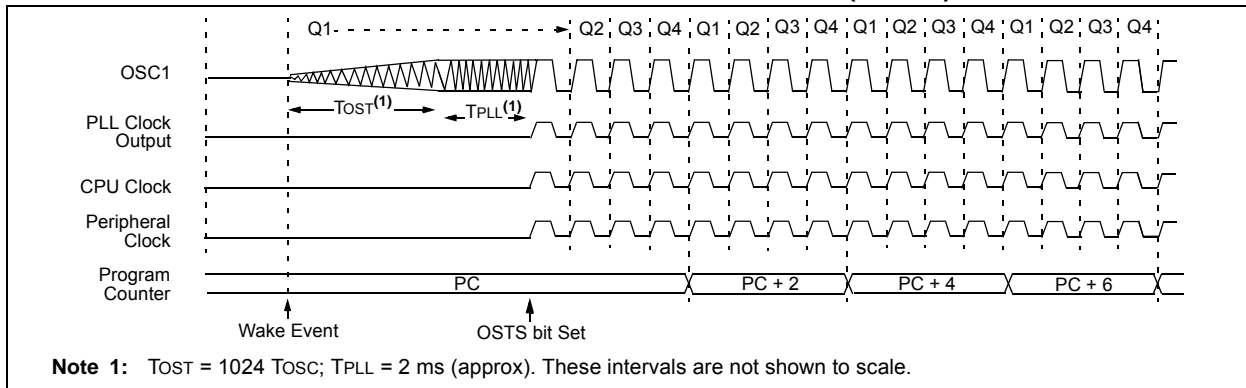 Q1 Q2 Q3 Q4 Q1 Q2 Q3 Q4 Q1 Q2 Q3 Q4 Q1 Q2 Q3 Q4
OSC1
TOST(1) TPLL(1)
PLL Clock
Output
CPU Clock
Peripheral
Clock
Program
Counter
PC PC + 2 PC + 4 PC + 6
Wake Event OSTS bit Set
Note 1: TOST = 1024 TOSC; TPLL = 2 ms (approx). These intervals are not shown to scale.